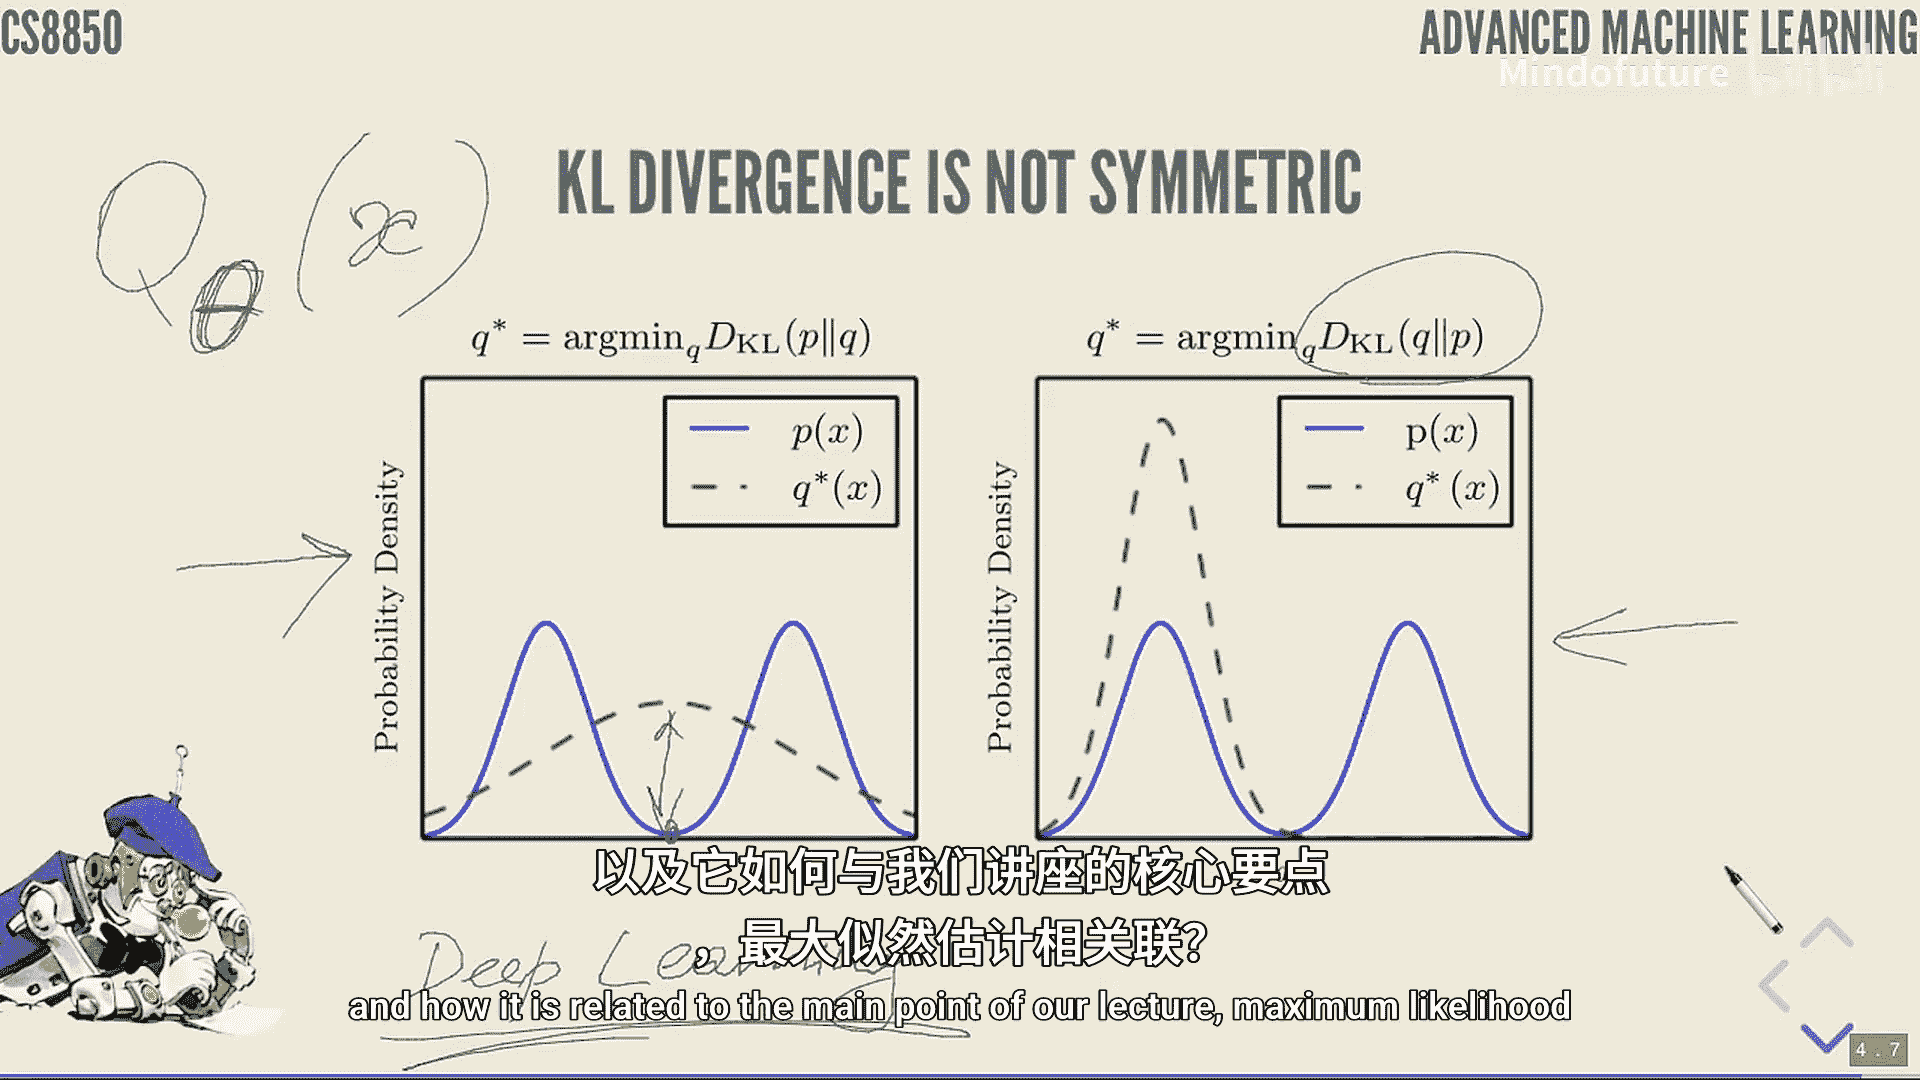 CS8850
ADVANCED MACHINE LEARNING
Mindofuture bilibili
KL DIVERGENCE IS NOT SYMMETRIC
Q_θ(x)
q* = argmin_q D_KL(p‖q)
q* = argmin_q D_KL(q‖p)
Probability Density
p(x)
q*(x)
Probability Density
p(x)
q*(x)
以及它如何与我们讲座的核心要点
，最大似然估计相关联？
Deep Learning
and how it is related to the main point of our lecture, maximum likelihood
4.7